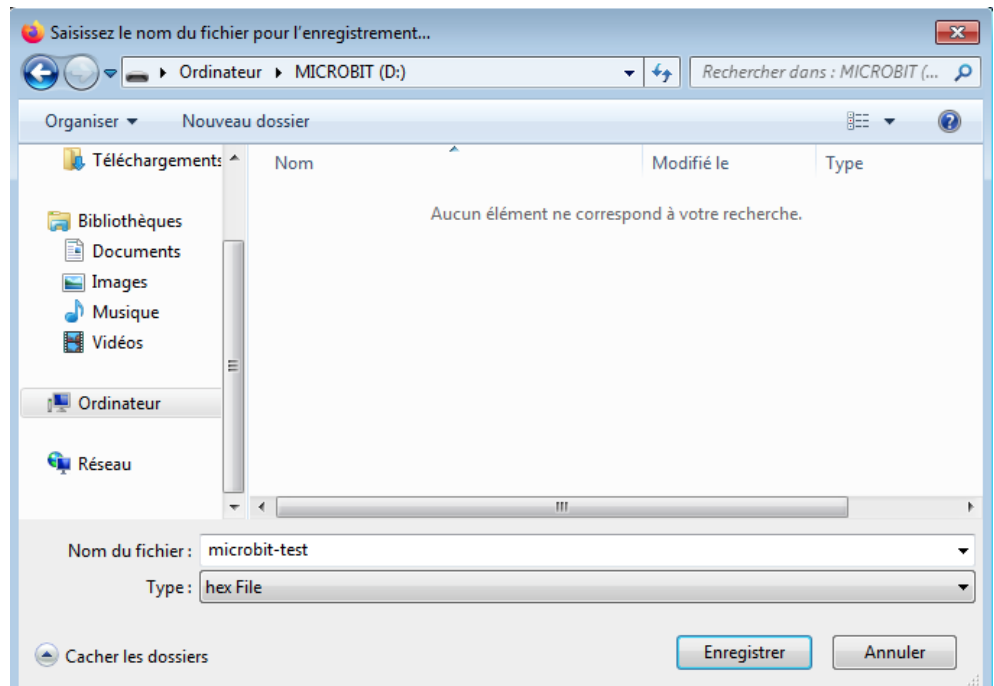 Saisissez le nom du fichier pour l'enregistrement...
Ordinateur MICROBIT (D:)
Rechercher dans : MICROBIT (...
Organiser
Nouveau dossier
Téléchargements
Bibliothèques
Documents
Images
Musique
Vidéos
Ordinateur
Réseau
Nom
Modifié le
Type
Aucun élément ne correspond à votre recherche.
Nom du fichier : microbit-test
Type : hex File
Cacher les dossiers
Enregistrer
Annuler